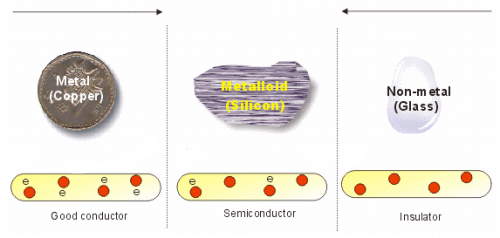 Metal
(Copper)
Metalloid
(Silicon)
Non-metal
(Glass)
e
e
e
e
e
e
Good conductor
Semiconductor
Insulator